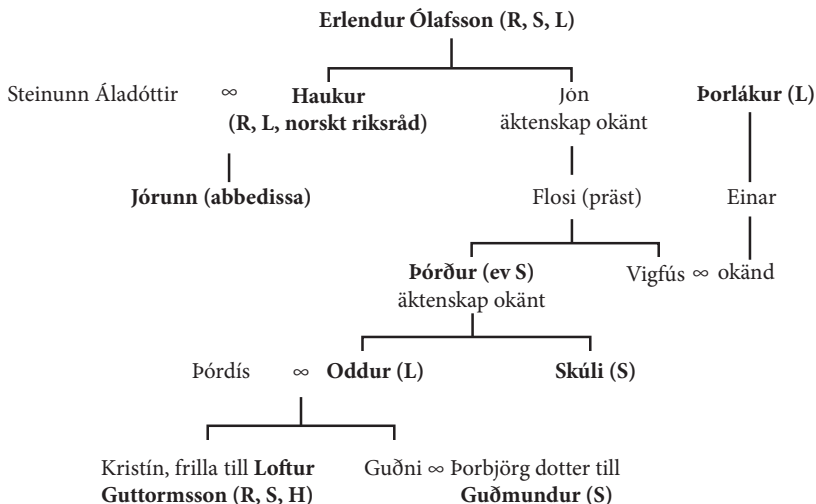 Erlendur Ólafsson (R, S, L)
Steinunn Áladóttir ∞ Haukur Jón Þorlákur (L)
(R, L, norskt riksråd) äktenskap okänt
Jórunn (abbedissa) Flosi (präst) Einar
Þórður (ev S) Vigfús ∞ okänd
äktenskap okänt
Þórdís ∞ Oddur (L) Skúli (S)
Kristín, frilla till Loftur Guðni ∞ Þorbjörg dotter till
Guttormsson (R, S, H) Guðmundur (S)